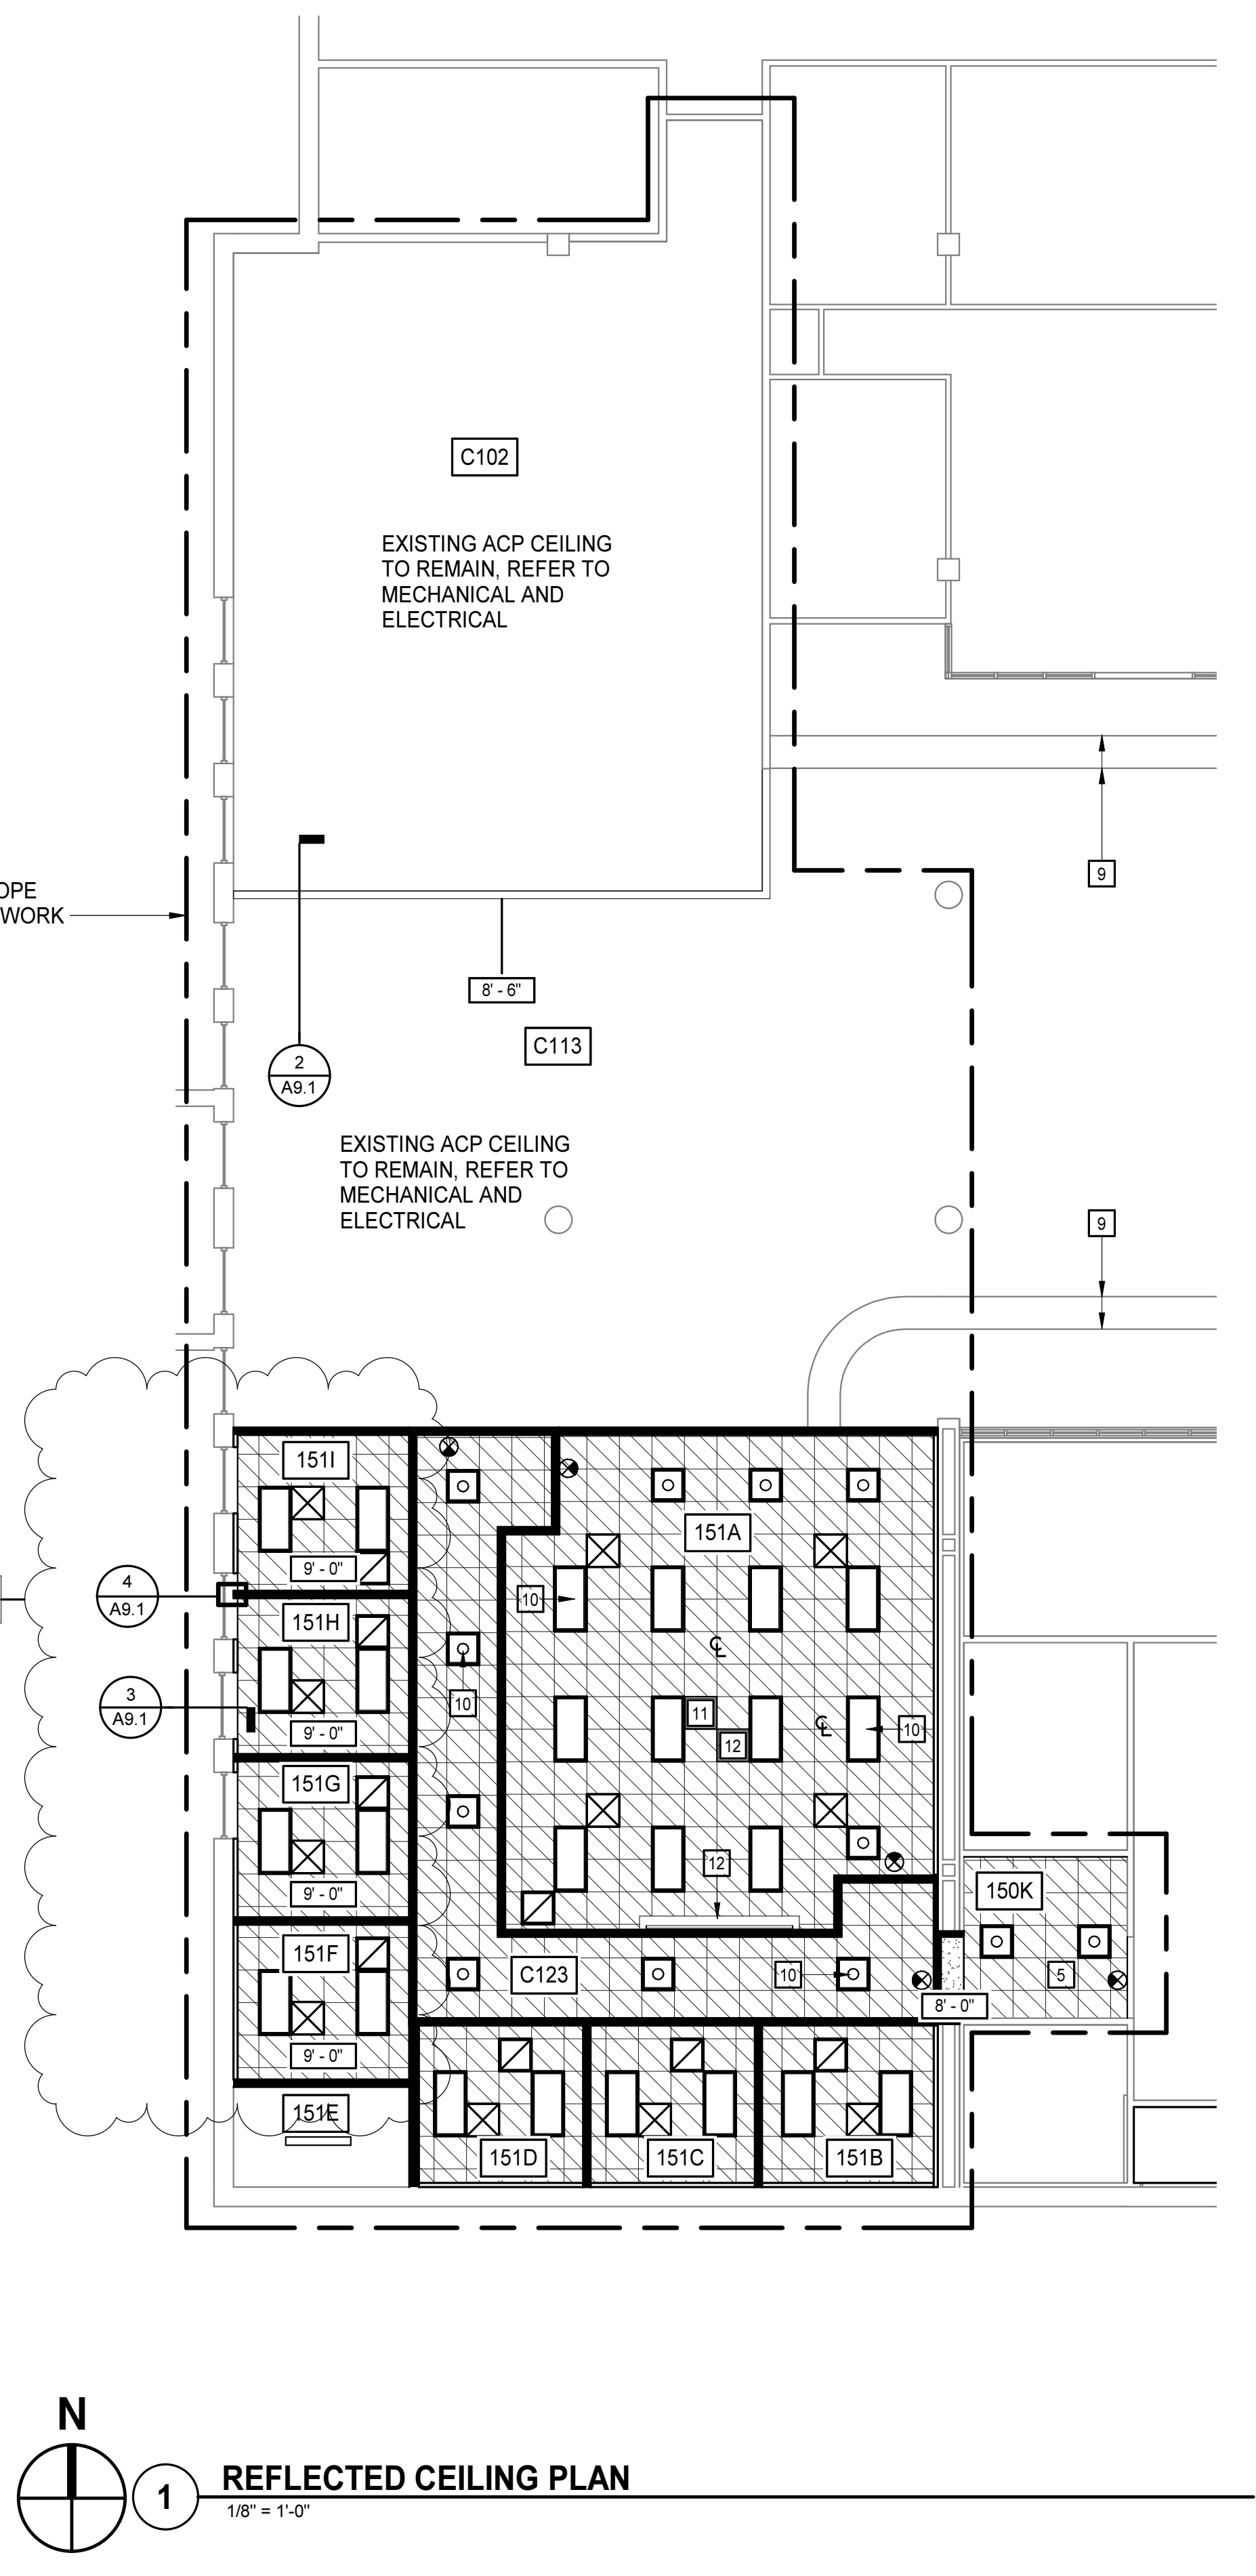 C102
EXISTING ACP CEILING
TO REMAIN, REFER TO
MECHANICAL AND
ELECTRICAL
9
OPE
WORK
8' - 6"
C113
2
A9.1
EXISTING ACP CEILING
TO REMAIN, REFER TO
MECHANICAL AND
ELECTRICAL
9
151I
151A
9' - 0"
4
A9.1
10
151H
℄
3
A9.1
10
11
℄
10
9' - 0"
12
151G
12
9' - 0"
150K
151F
C123
10
5
8' - 0"
9' - 0"
151E
151D
151C
151B
N
1
REFLECTED CEILING PLAN
1/8" = 1'-0"